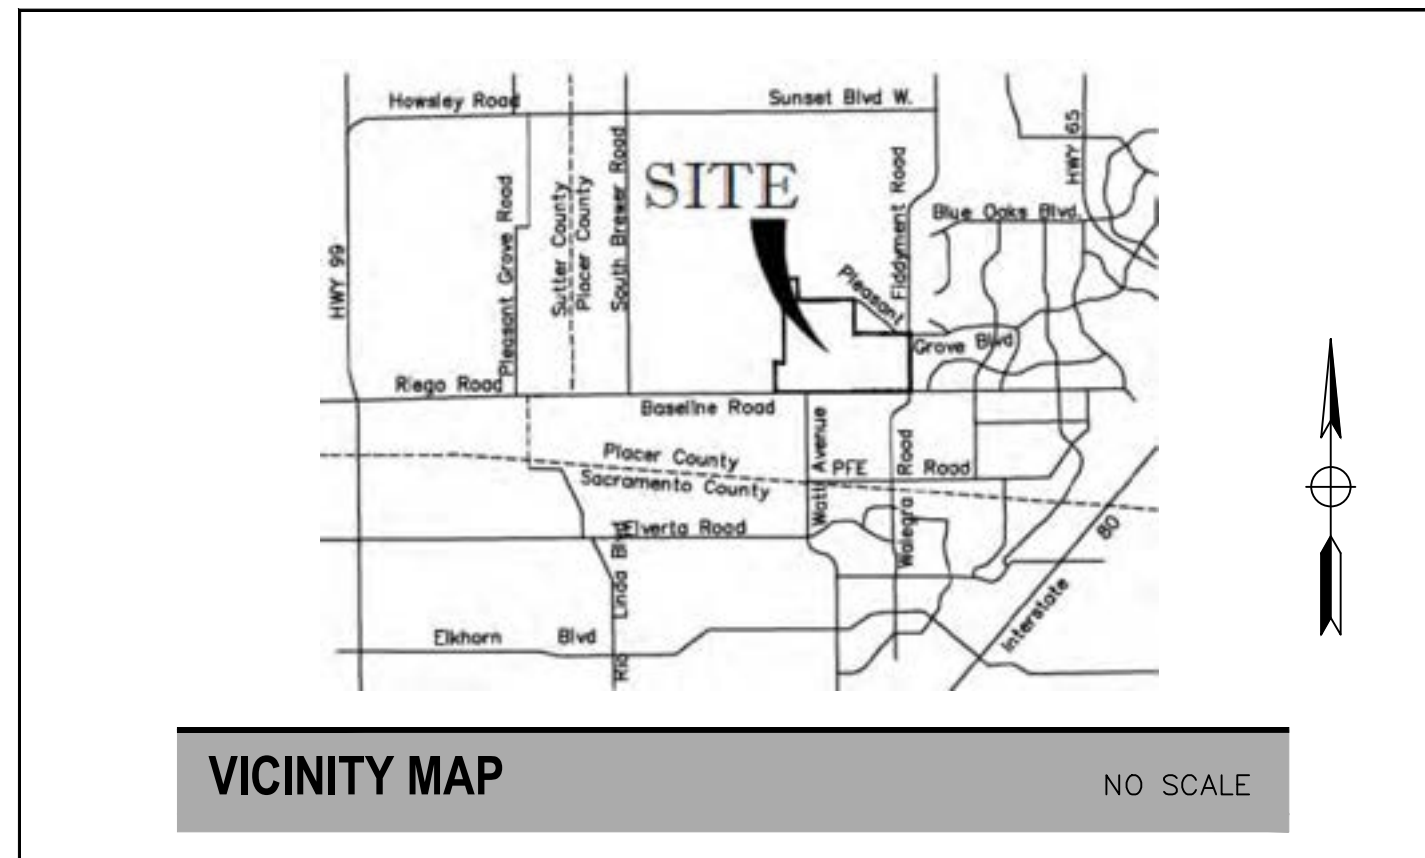 Howsley Road
Sunset Blvd W.
HWY 65
SITE
Pleasant Grove Road
Sutter County
Placer County
South Brewer Road
Fiddyment Road
Blue Oaks Blvd.
HWY 99
Pleasant
Grove Blvd
Riego Road
Baseline Road
Placer County
Sacramento County
Watt Avenue
PFE Road
Walegra Road
Elverta Road
Rio Linda Blvd
Interstate 80
Elkhorn Blvd
VICINITY MAP
NO SCALE